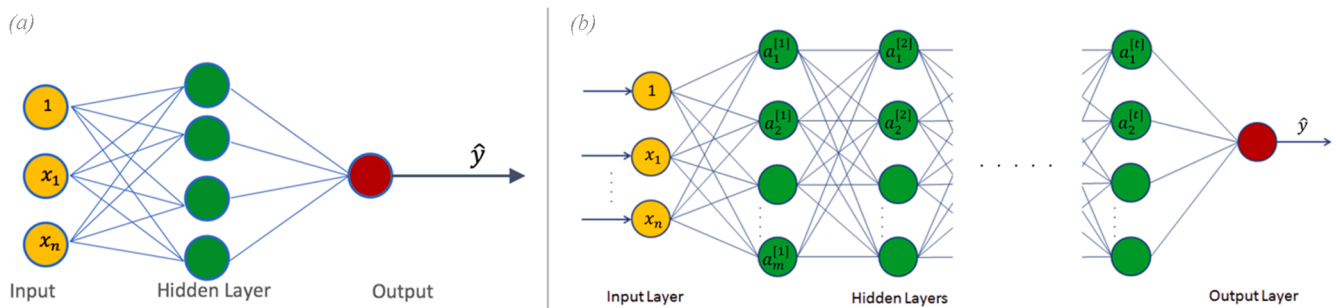 (a)
1
x₁
xₙ
ŷ
Input
Hidden Layer
Output
(b)
1
x₁
xₙ
a₁^[1]
a₂^[1]
aₘ^[1]
a₁^[2]
a₂^[2]
. . . . .
a₁^[t]
a₂^[t]
ŷ
Input Layer
Hidden Layers
Output Layer